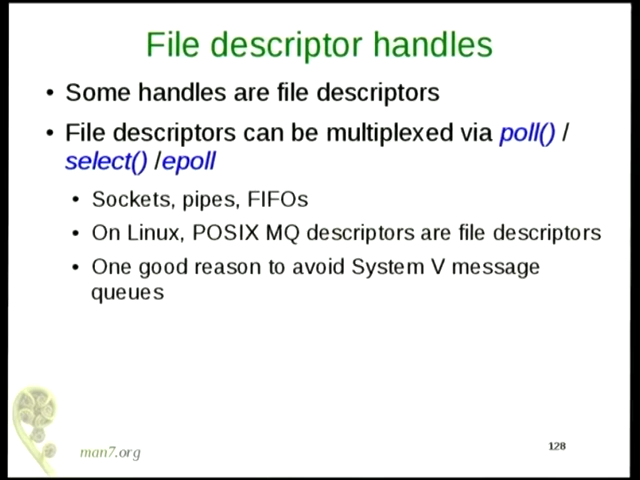 File descriptor handles
• Some handles are file descriptors
• File descriptors can be multiplexed via poll() /
select() /epoll
• Sockets, pipes, FIFOs
• On Linux, POSIX MQ descriptors are file descriptors
• One good reason to avoid System V message
queues
man7.org
128